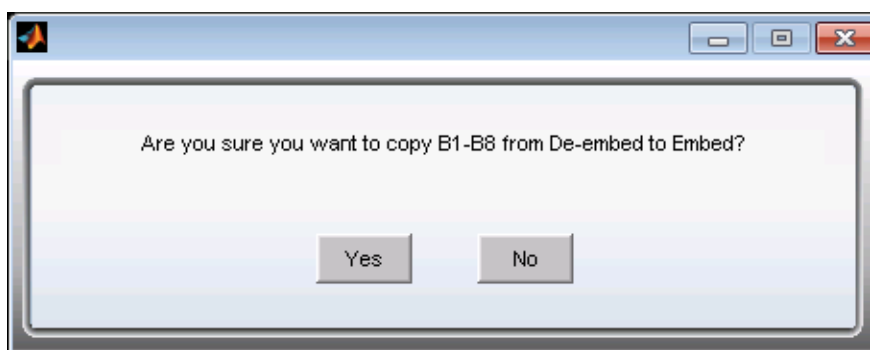 Are you sure you want to copy B1-B8 from De-embed to Embed?
Yes No